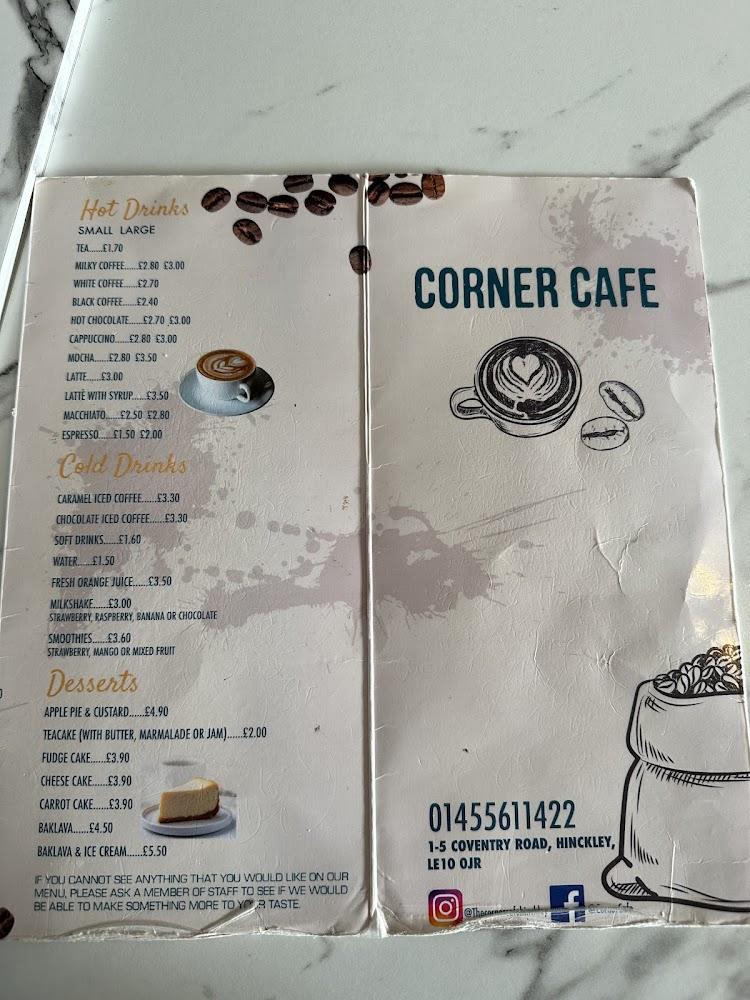 Hot Drinks
SMALL LARGE
TEA......£1.70
MILKY COFFEE......£2.80 £3.00
WHITE COFFEE......£2.70
BLACK COFFEE......£2.40
HOT CHOCOLATE......£2.70 £3.00
CAPPUCCINO......£2.80 £3.00
MOCHA......£2.80 £3.50
LATTE......£3.00
LATTE WITH SYRUP......£3.50
MACCHIATO......£2.50 £2.80
ESPRESSO......£1.50 £2.00
Cold Drinks
CARAMEL ICED COFFEE......£3.30
CHOCOLATE ICED COFFEE......£3.30
SOFT DRINKS......£1.60
WATER......£1.50
FRESH ORANGE JUICE......£3.50
MILKSHAKE......£3.00
STRAWBERRY, RASPBERRY, BANANA OR CHOCOLATE
SMOOTHIES......£3.60
STRAWBERRY, MANGO OR MIXED FRUIT
Desserts
APPLE PIE & CUSTARD......£4.90
TEACAKE (WITH BUTTER, MARMALADE OR JAM)......£2.00
FUDGE CAKE......£3.90
CHEESE CAKE......£3.90
CARROT CAKE......£3.90
BAKLAVA......£4.50
BAKLAVA & ICE CREAM......£5.50
IF YOU CANNOT SEE ANYTHING THAT YOU WOULD LIKE ON OUR
MENU, PLEASE ASK A MEMBER OF STAFF TO SEE IF WE WOULD
BE ABLE TO MAKE SOMETHING MORE TO YOUR TASTE.
CORNER CAFE
01455611422
1-5 COVENTRY ROAD, HINCKLEY,
LE10 0JR